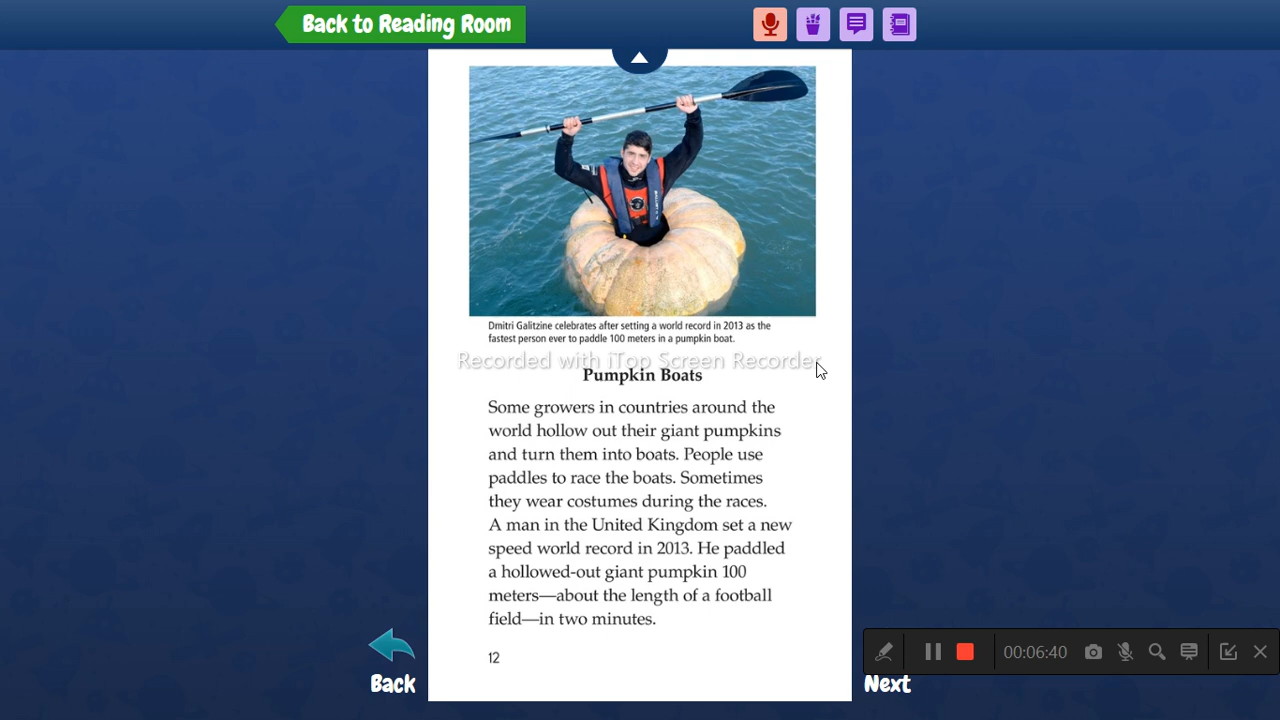 Back to Reading Room
Dmitri Galitzine celebrates after setting a world record in 2013 as the
fastest person ever to paddle 100 meters in a pumpkin boat.
Recorded with iTop Screen Recorder
Pumpkin Boats
Some growers in countries around the
world hollow out their giant pumpkins
and turn them into boats. People use
paddles to race the boats. Sometimes
they wear costumes during the races.
A man in the United Kingdom set a new
speed world record in 2013. He paddled
a hollowed-out giant pumpkin 100
meters—about the length of a football
field—in two minutes.
12
00:06:40
Back
Next